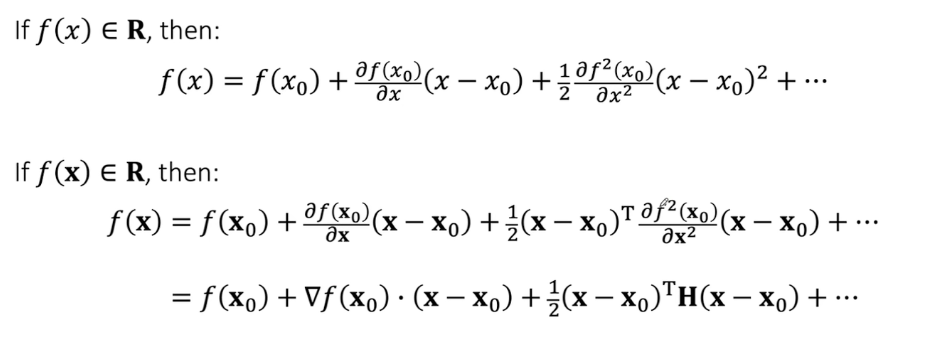 If f(x) ∈ R, then:
f(x) = f(x₀) + ∂f(x₀)/∂x (x − x₀) + 1/2 ∂f²(x₀)/∂x² (x − x₀)² + ⋯
If f(𝐱) ∈ 𝐑, then:
f(𝐱) = f(𝐱₀) + ∂f(𝐱₀)/∂𝐱 (𝐱 − 𝐱₀) + 1/2 (𝐱 − 𝐱₀)ᵀ ∂f²(𝐱₀)/∂𝐱² (𝐱 − 𝐱₀) + ⋯
= f(𝐱₀) + ∇f(𝐱₀) · (𝐱 − 𝐱₀) + 1/2 (𝐱 − 𝐱₀)ᵀ𝐇(𝐱 − 𝐱₀) + ⋯